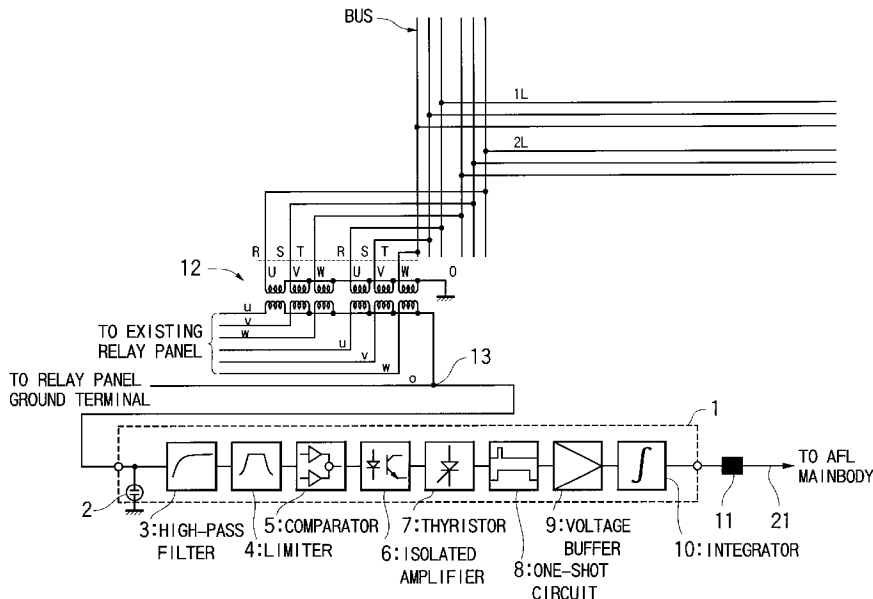 BUS
1L
2L
R S T R S T
12
U V W U V W O
u
v
w
u
v
w
TO EXISTING
RELAY PANEL
13
o
TO RELAY PANEL
GROUND TERMINAL
1
TO AFL
MAINBODY
2
3:HIGH-PASS
FILTER
4:LIMITER
5:COMPARATOR
6:ISOLATED
AMPLIFIER
7:THYRISTOR
8:ONE-SHOT
CIRCUIT
9:VOLTAGE
BUFFER
∫
10:INTEGRATOR
11
21